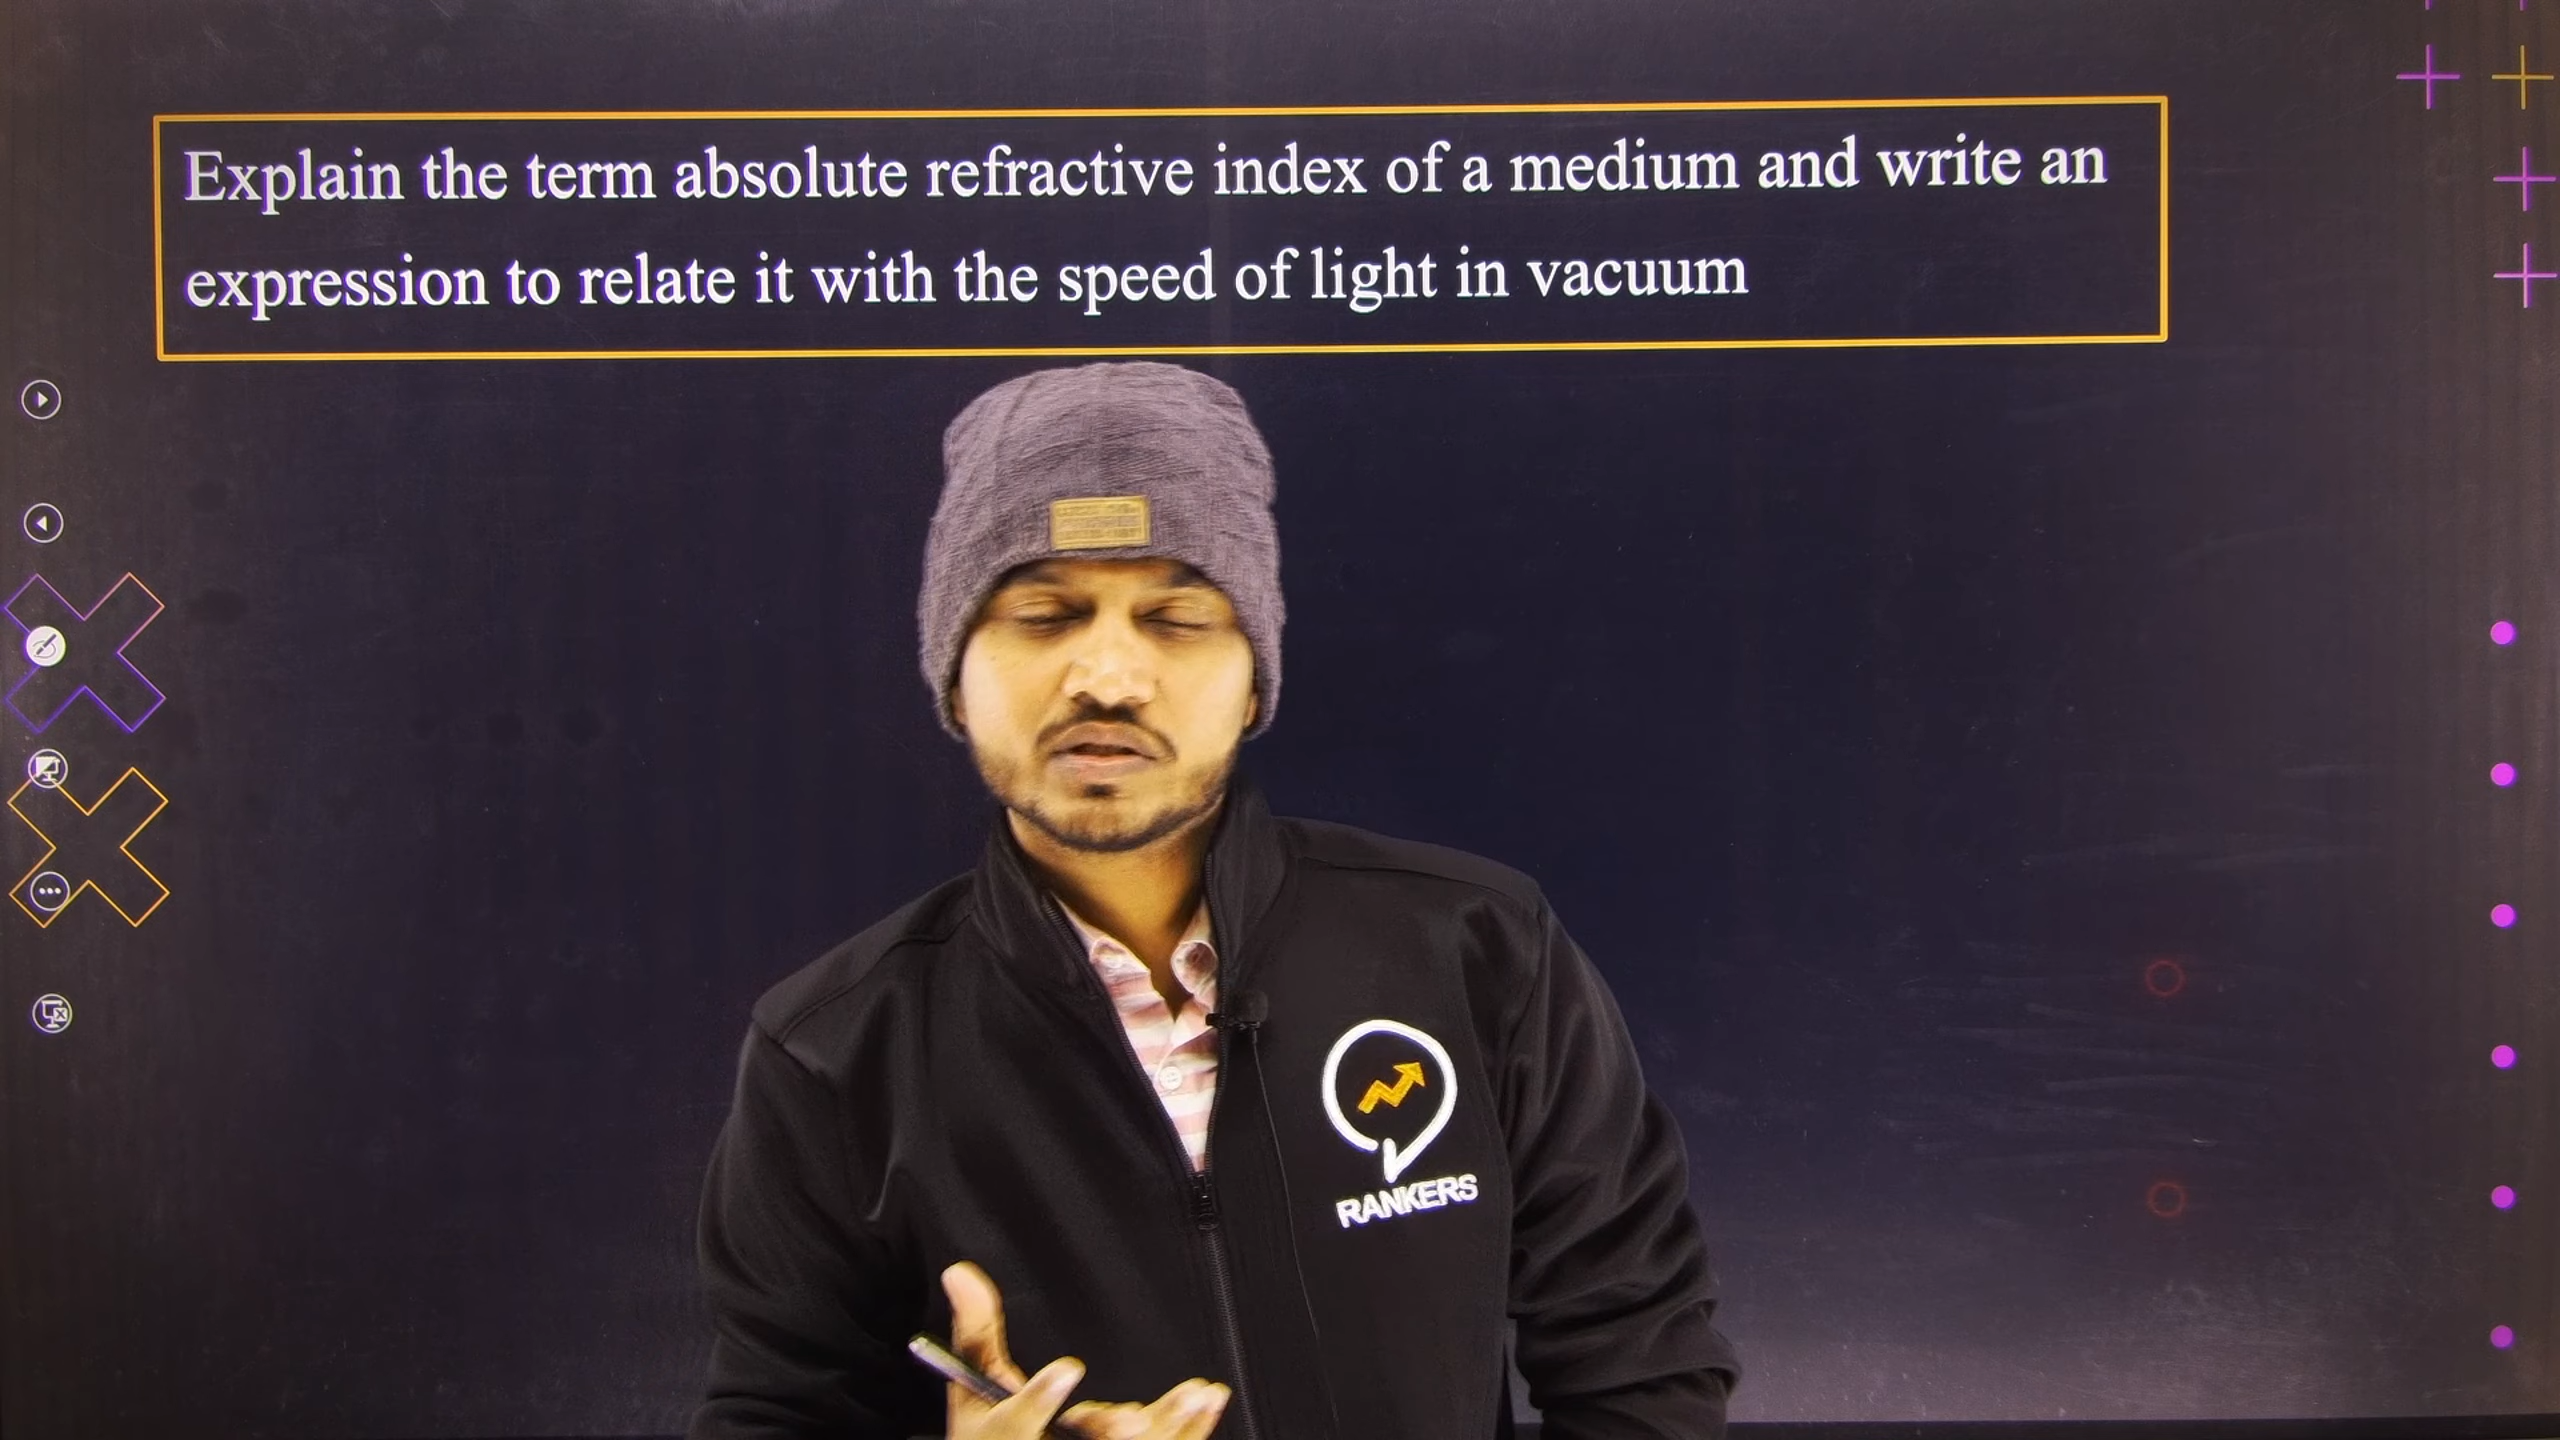 Explain the term absolute refractive index of a medium and write an
expression to relate it with the speed of light in vacuum
RANKERS